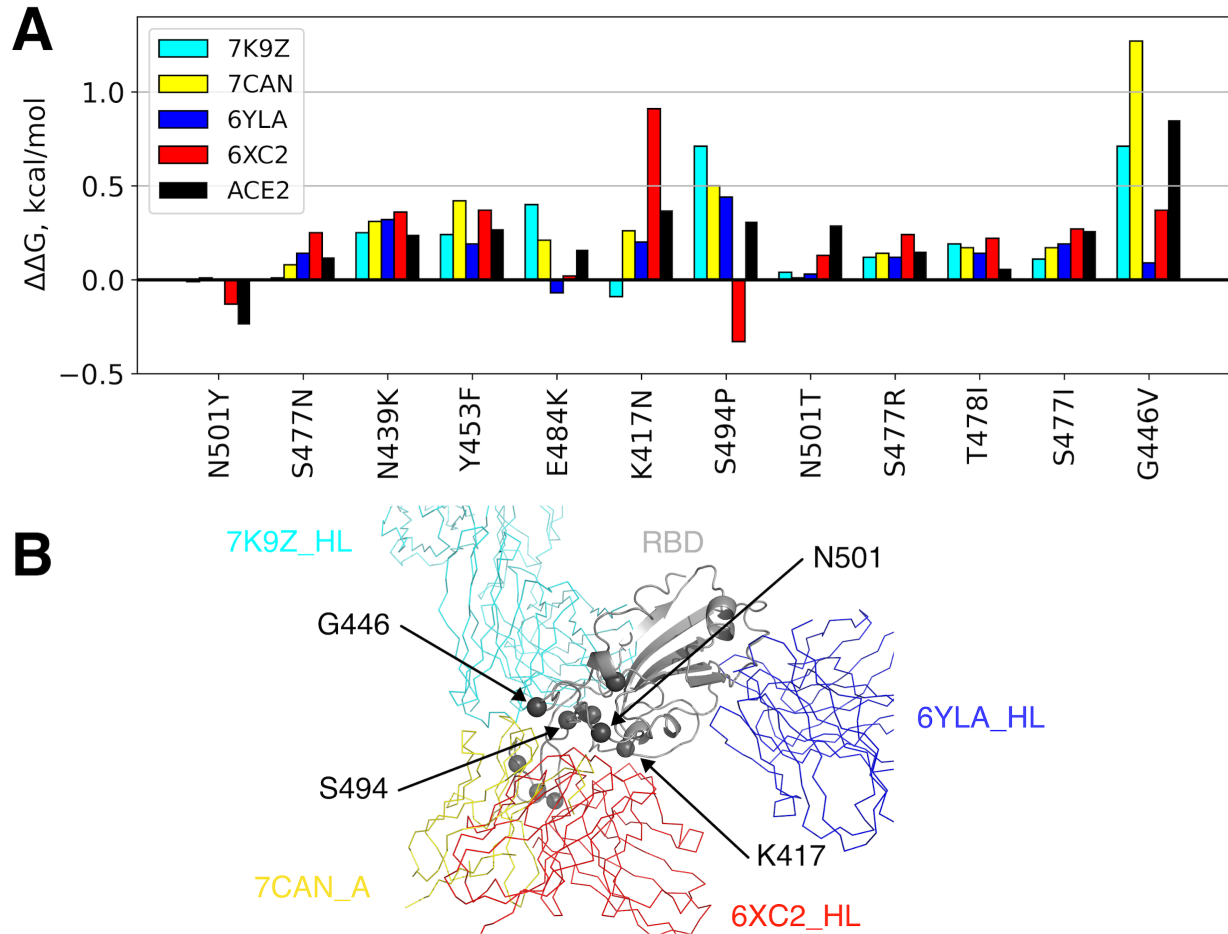 A
7K9Z
7CAN
6YLA
6XC2
ACE2
ΔΔG, kcal/mol
1.0
0.5
0.0
−0.5
N501Y
S477N
N439K
Y453F
E484K
K417N
S494P
N501T
S477R
T478I
S477I
G446V
B
7K9Z_HL
RBD
N501
G446
6YLA_HL
S494
K417
7CAN_A
6XC2_HL